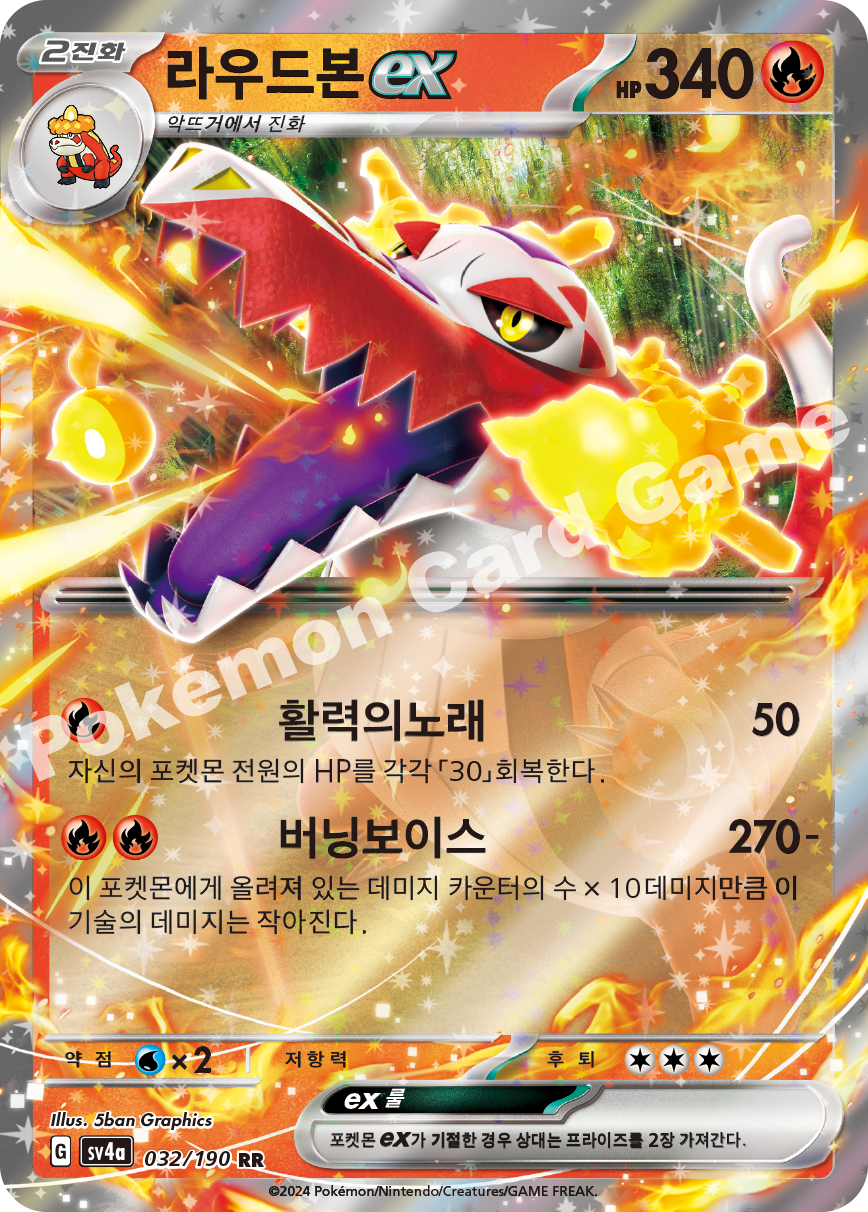 2진화 라우드본 ex HP 340
악뜨거에서 진화
Pokémon Card Game
활력의노래 50
자신의 포켓몬 전원의 HP를 각각 「30」회복한다.
버닝보이스 270-
이 포켓몬에게 올려져 있는 데미지 카운터의 수 × 10데미지만큼 이
기술의 데미지는 작아진다.
약점 ×2 저항력 후퇴
ex 룰
포켓몬 ex가 기절한 경우 상대는 프라이즈를 2장 가져간다.
Illus. 5ban Graphics
G sv4a 032/190 RR
©2024 Pokémon/Nintendo/Creatures/GAME FREAK.